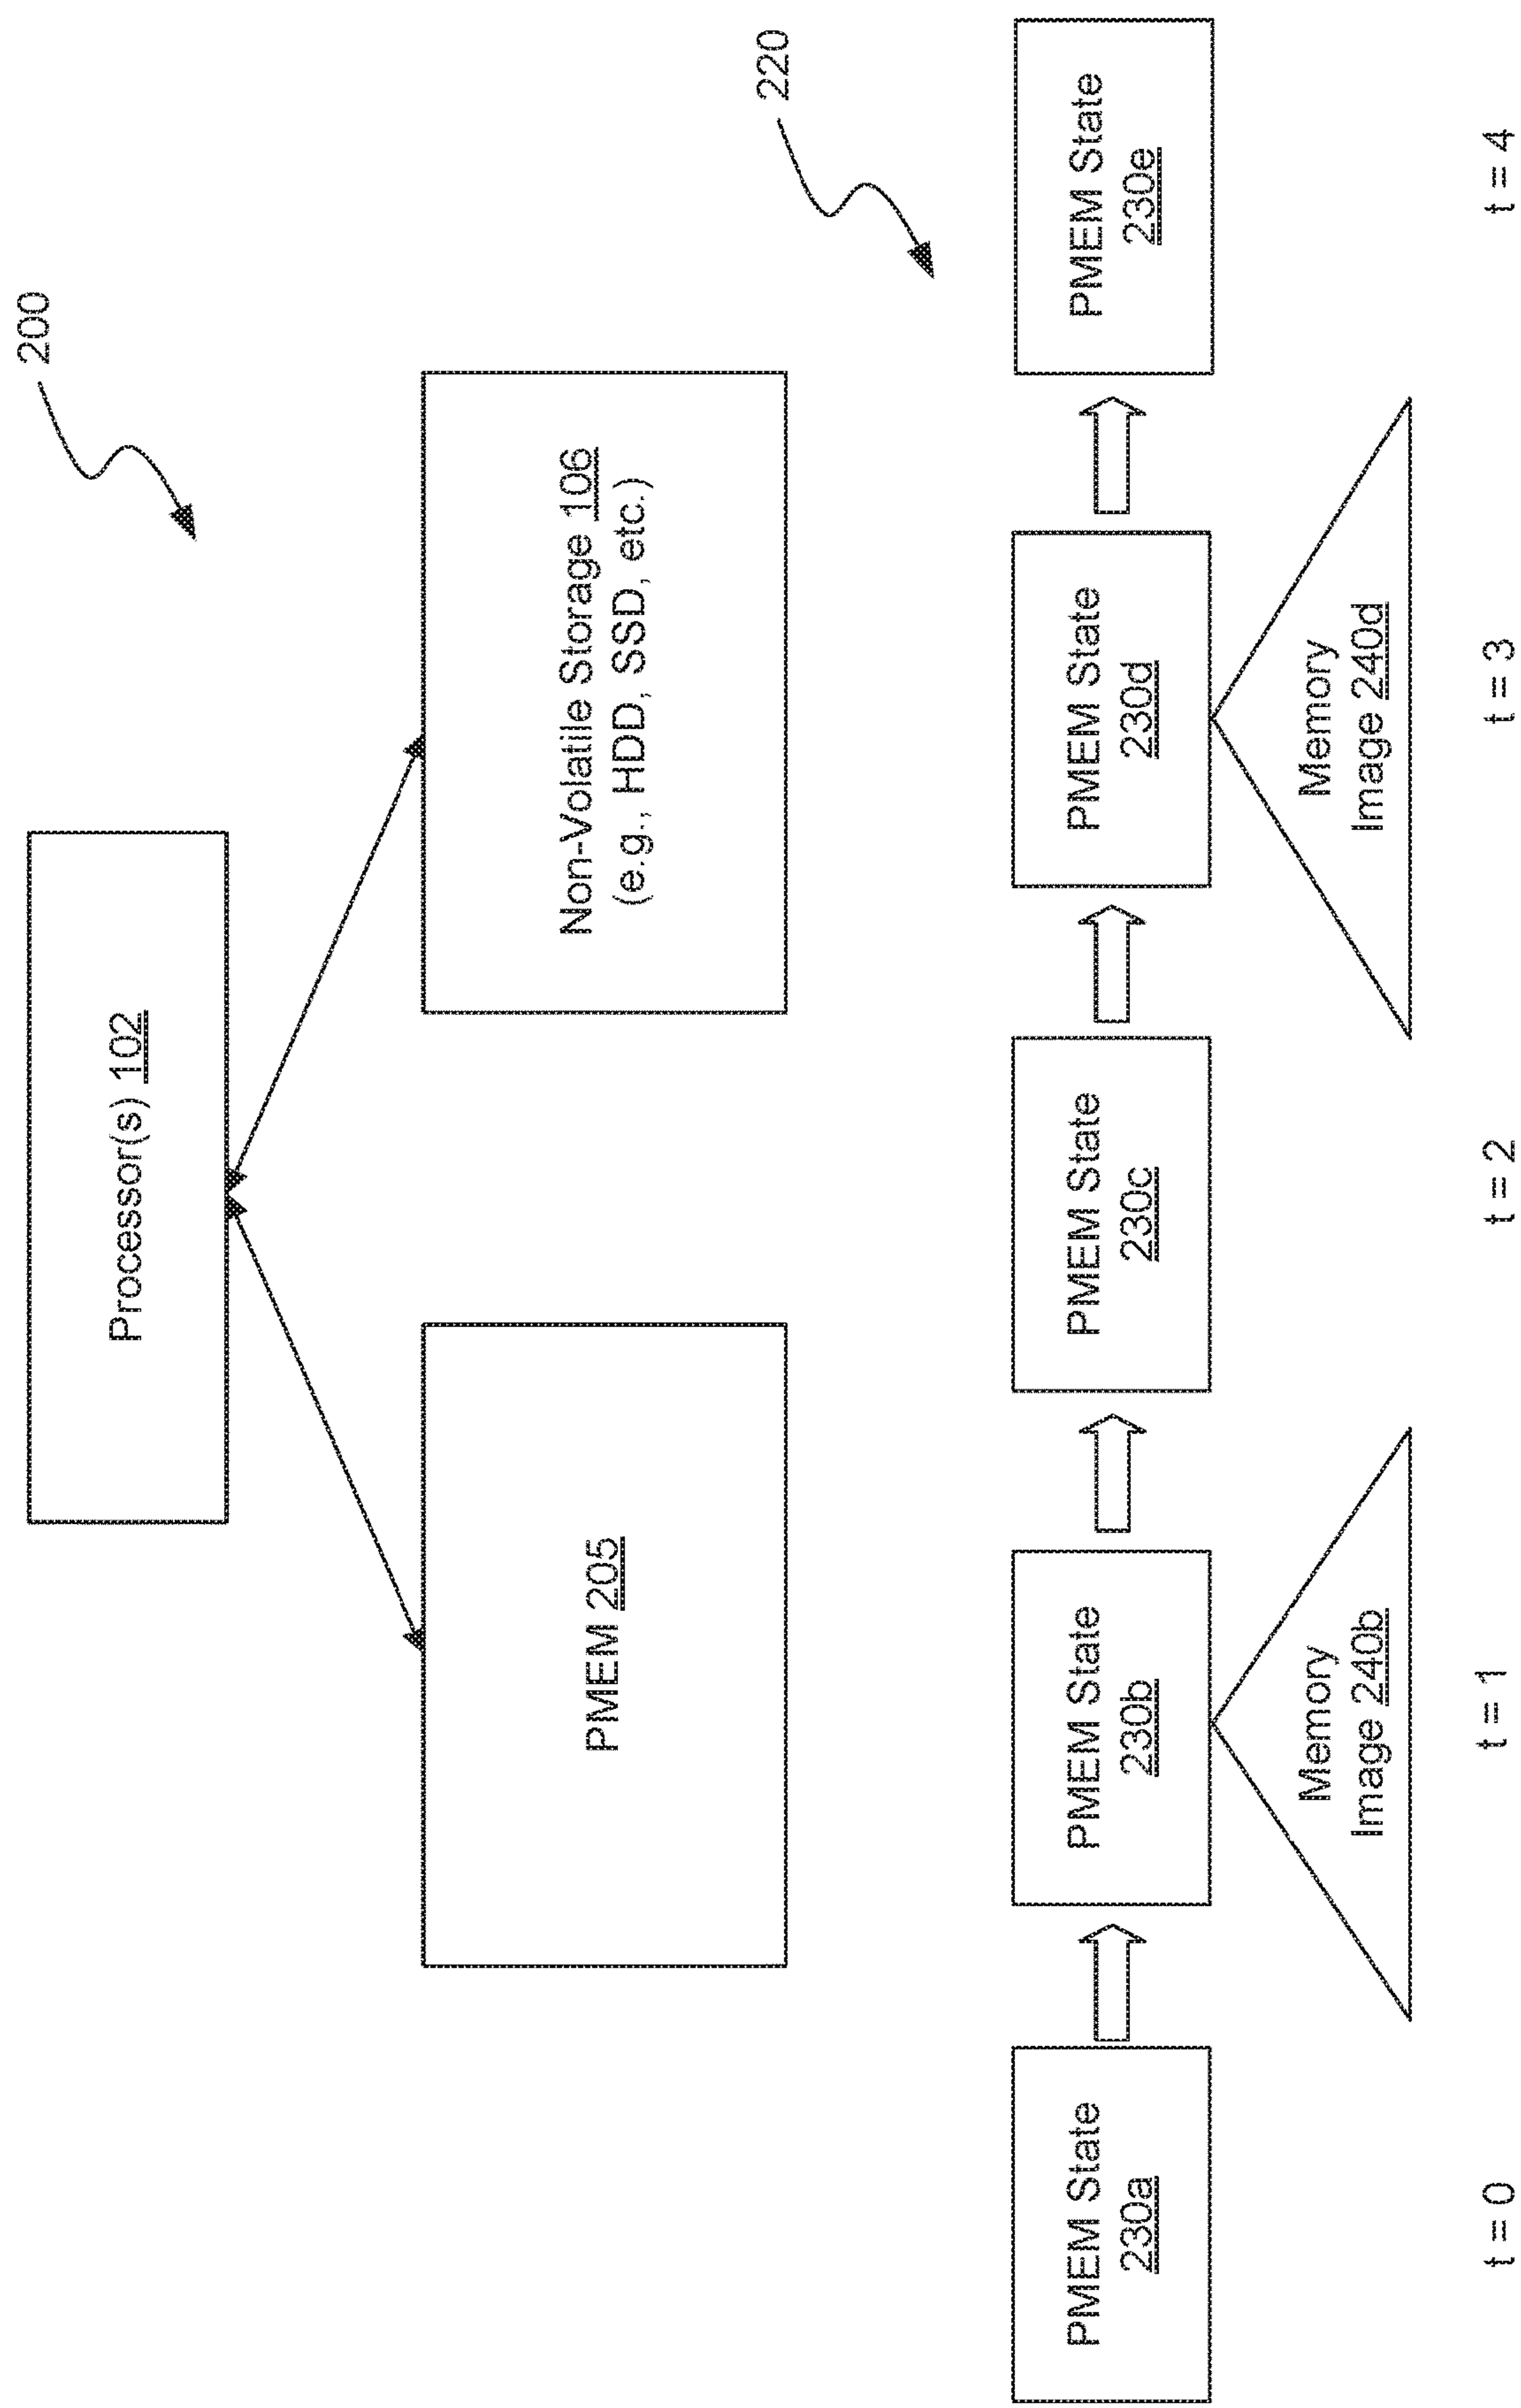 200
Processor(s) 102
PMEM 205
Non-Volatile Storage 106
(e.g., HDD, SSD, etc.)
220
PMEM State
230a
PMEM State
230b
PMEM State
230c
PMEM State
230d
PMEM State
230e
Memory
Image 240b
Memory
Image 240d
t = 0
t = 1
t = 2
t = 3
t = 4